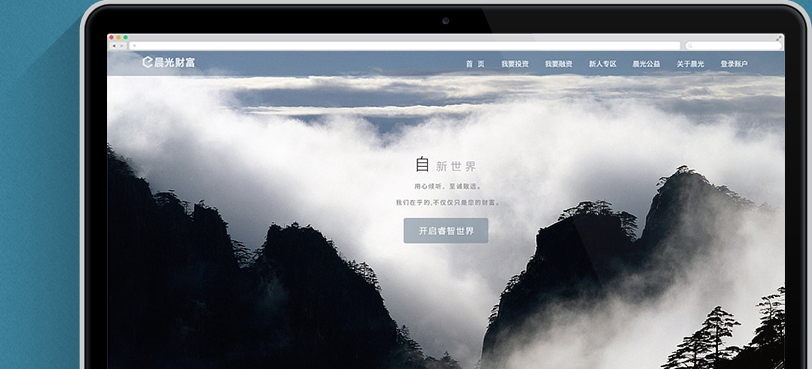 晨光财富
首 页 我要投资 我要融资 新人专区 晨光公益 关于晨光 登录账户
自 新世界
用心倾听，至诚致远。
我们在乎的,不仅仅只是您的财富。
开启睿智世界